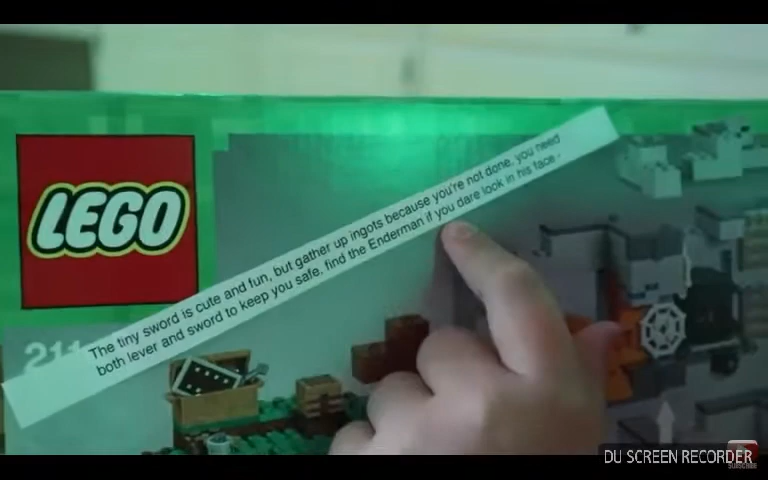 LEGO
The tiny sword is cute and fun, but gather up ingots because you're not done. you need
both lever and sword to keep you safe. find the Enderman if you dare look in his face -
211
DU SCREEN RECORDER
SUBSCRIBE